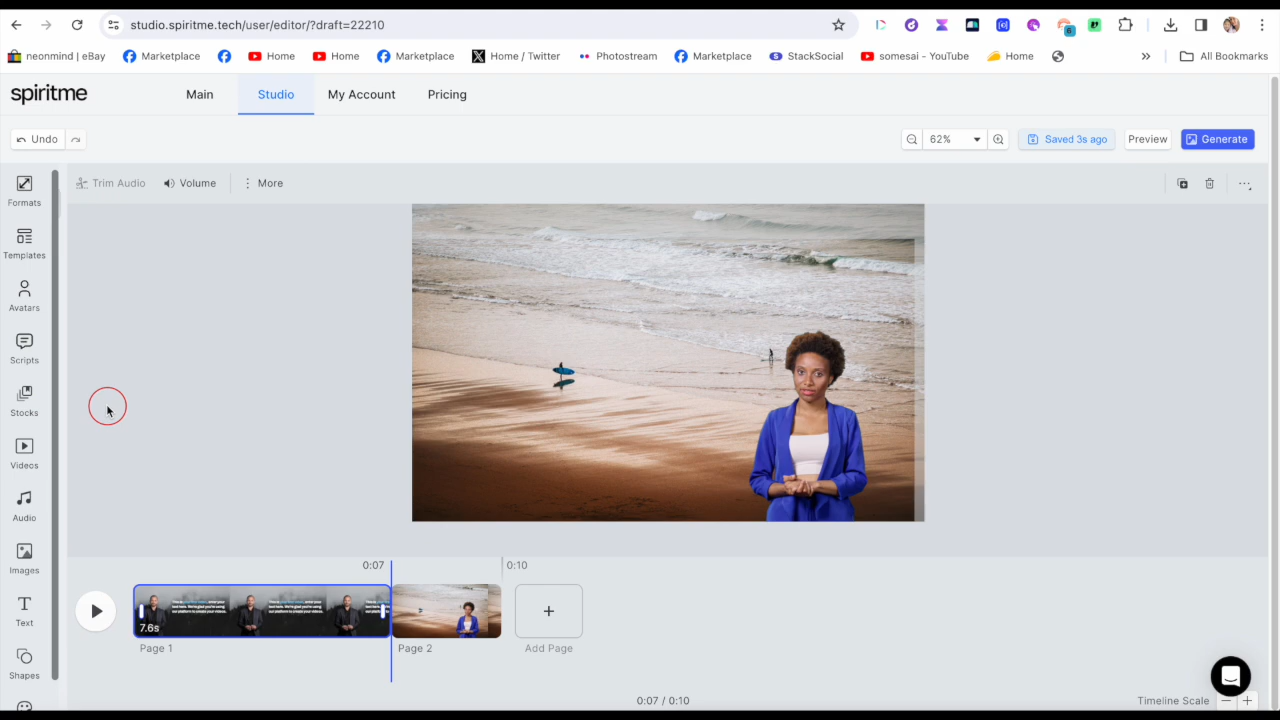 studio.spiritme.tech/user/editor/?draft=22210
6
neonmind | eBay
Marketplace
Home
Home
Marketplace
Home / Twitter
Photostream
Marketplace
StackSocial
somesai - YouTube
Home
»
All Bookmarks
spiritme
Main
Studio
My Account
Pricing
Undo
62%
Saved 3s ago
Preview
Generate
Formats
Templates
Avatars
Scripts
Stocks
Videos
Audio
Images
Text
Shapes
Trim Audio
Volume
More
0:07
0:10
7.6s
Page 1
Page 2
Add Page
0:07 / 0:10
Timeline Scale